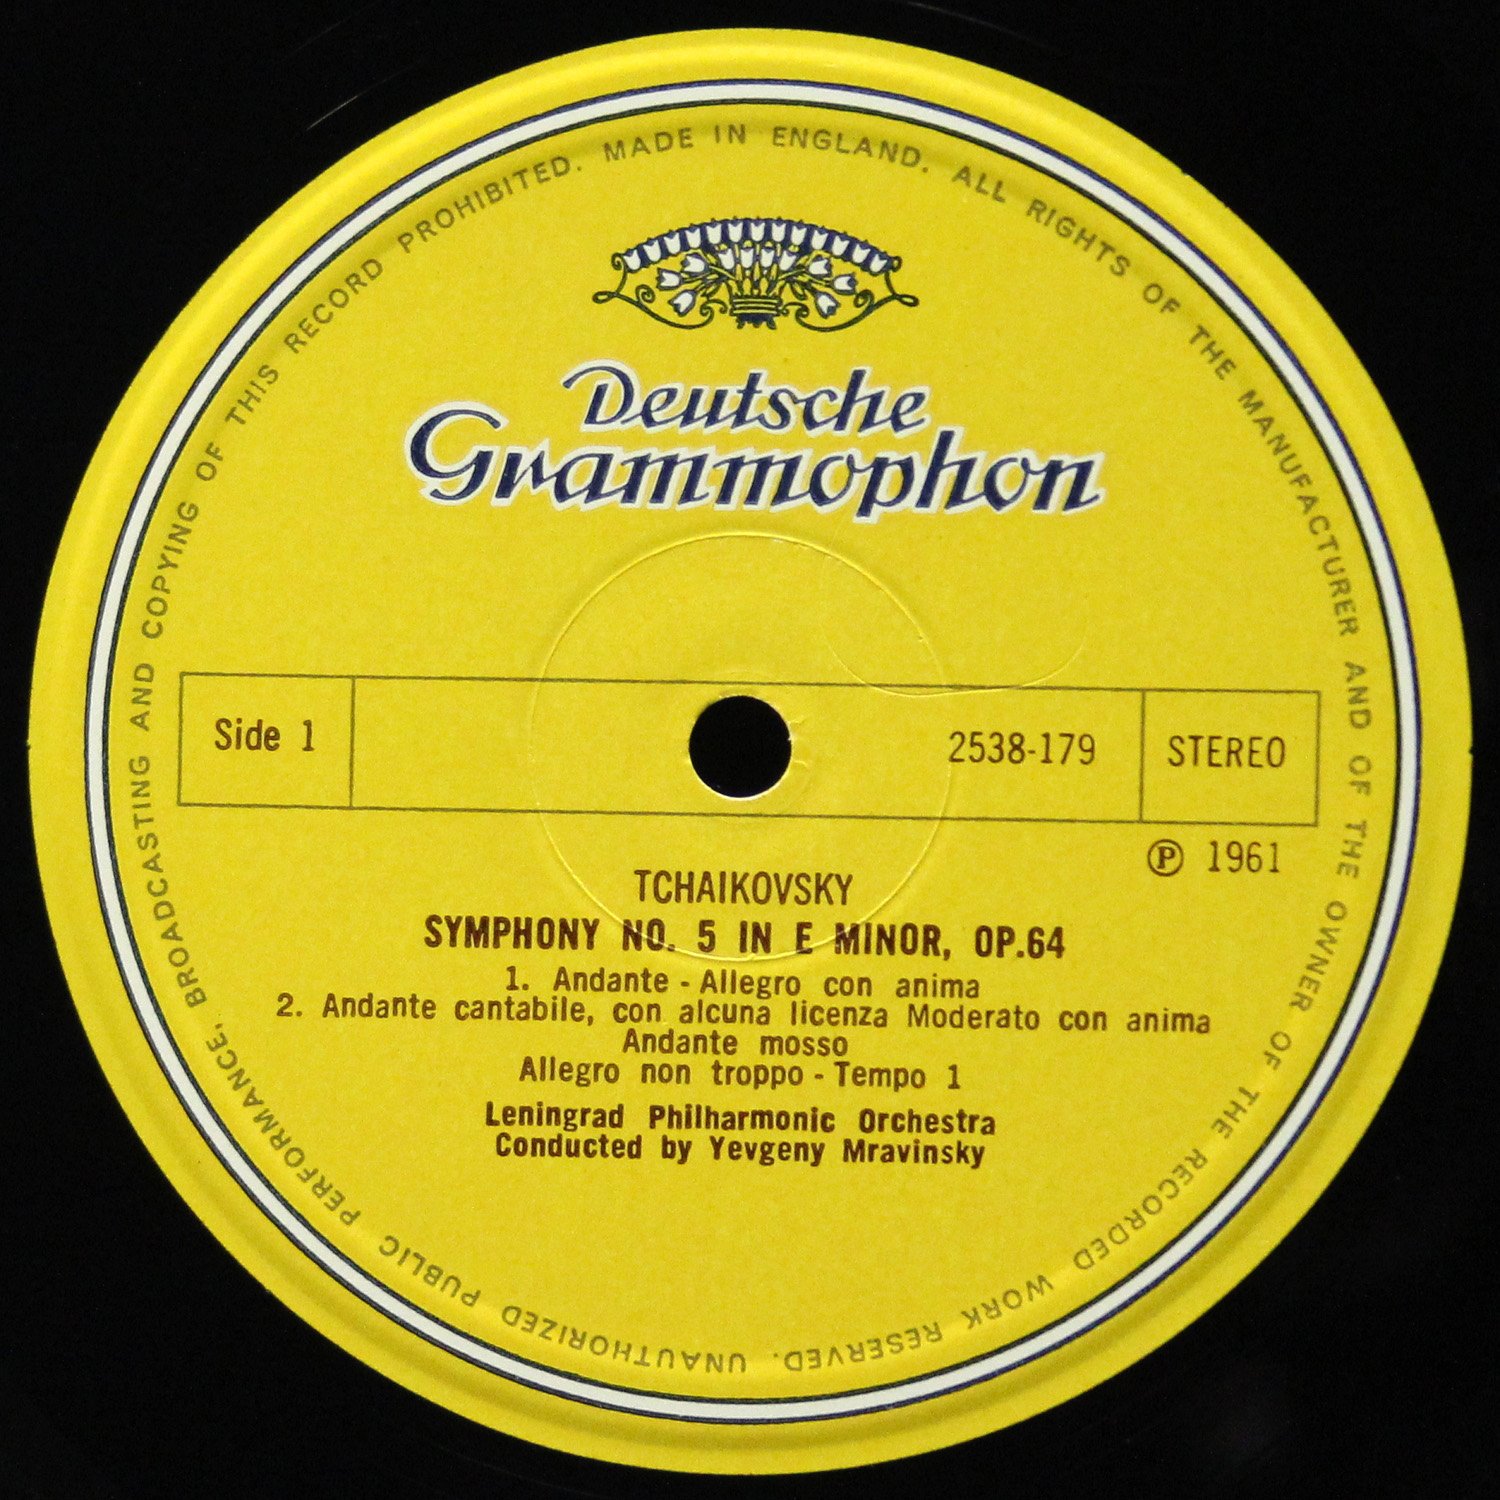 MADE IN ENGLAND. ALL RIGHTS OF THE MANUFACTURER AND OF THE OWNER OF THE RECORDED WORK RESERVED. UNAUTHORIZED PUBLIC PERFORMANCE, BROADCASTING AND COPYING OF THIS RECORD PROHIBITED.
Deutsche
Grammophon
Side 1 2538-179 STEREO
℗ 1961
TCHAIKOVSKY
SYMPHONY NO. 5 IN E MINOR, OP.64
1. Andante - Allegro con anima
2. Andante cantabile, con alcuna licenza Moderato con anima
Andante mosso
Allegro non troppo - Tempo 1
Leningrad Philharmonic Orchestra
Conducted by Yevgeny Mravinsky